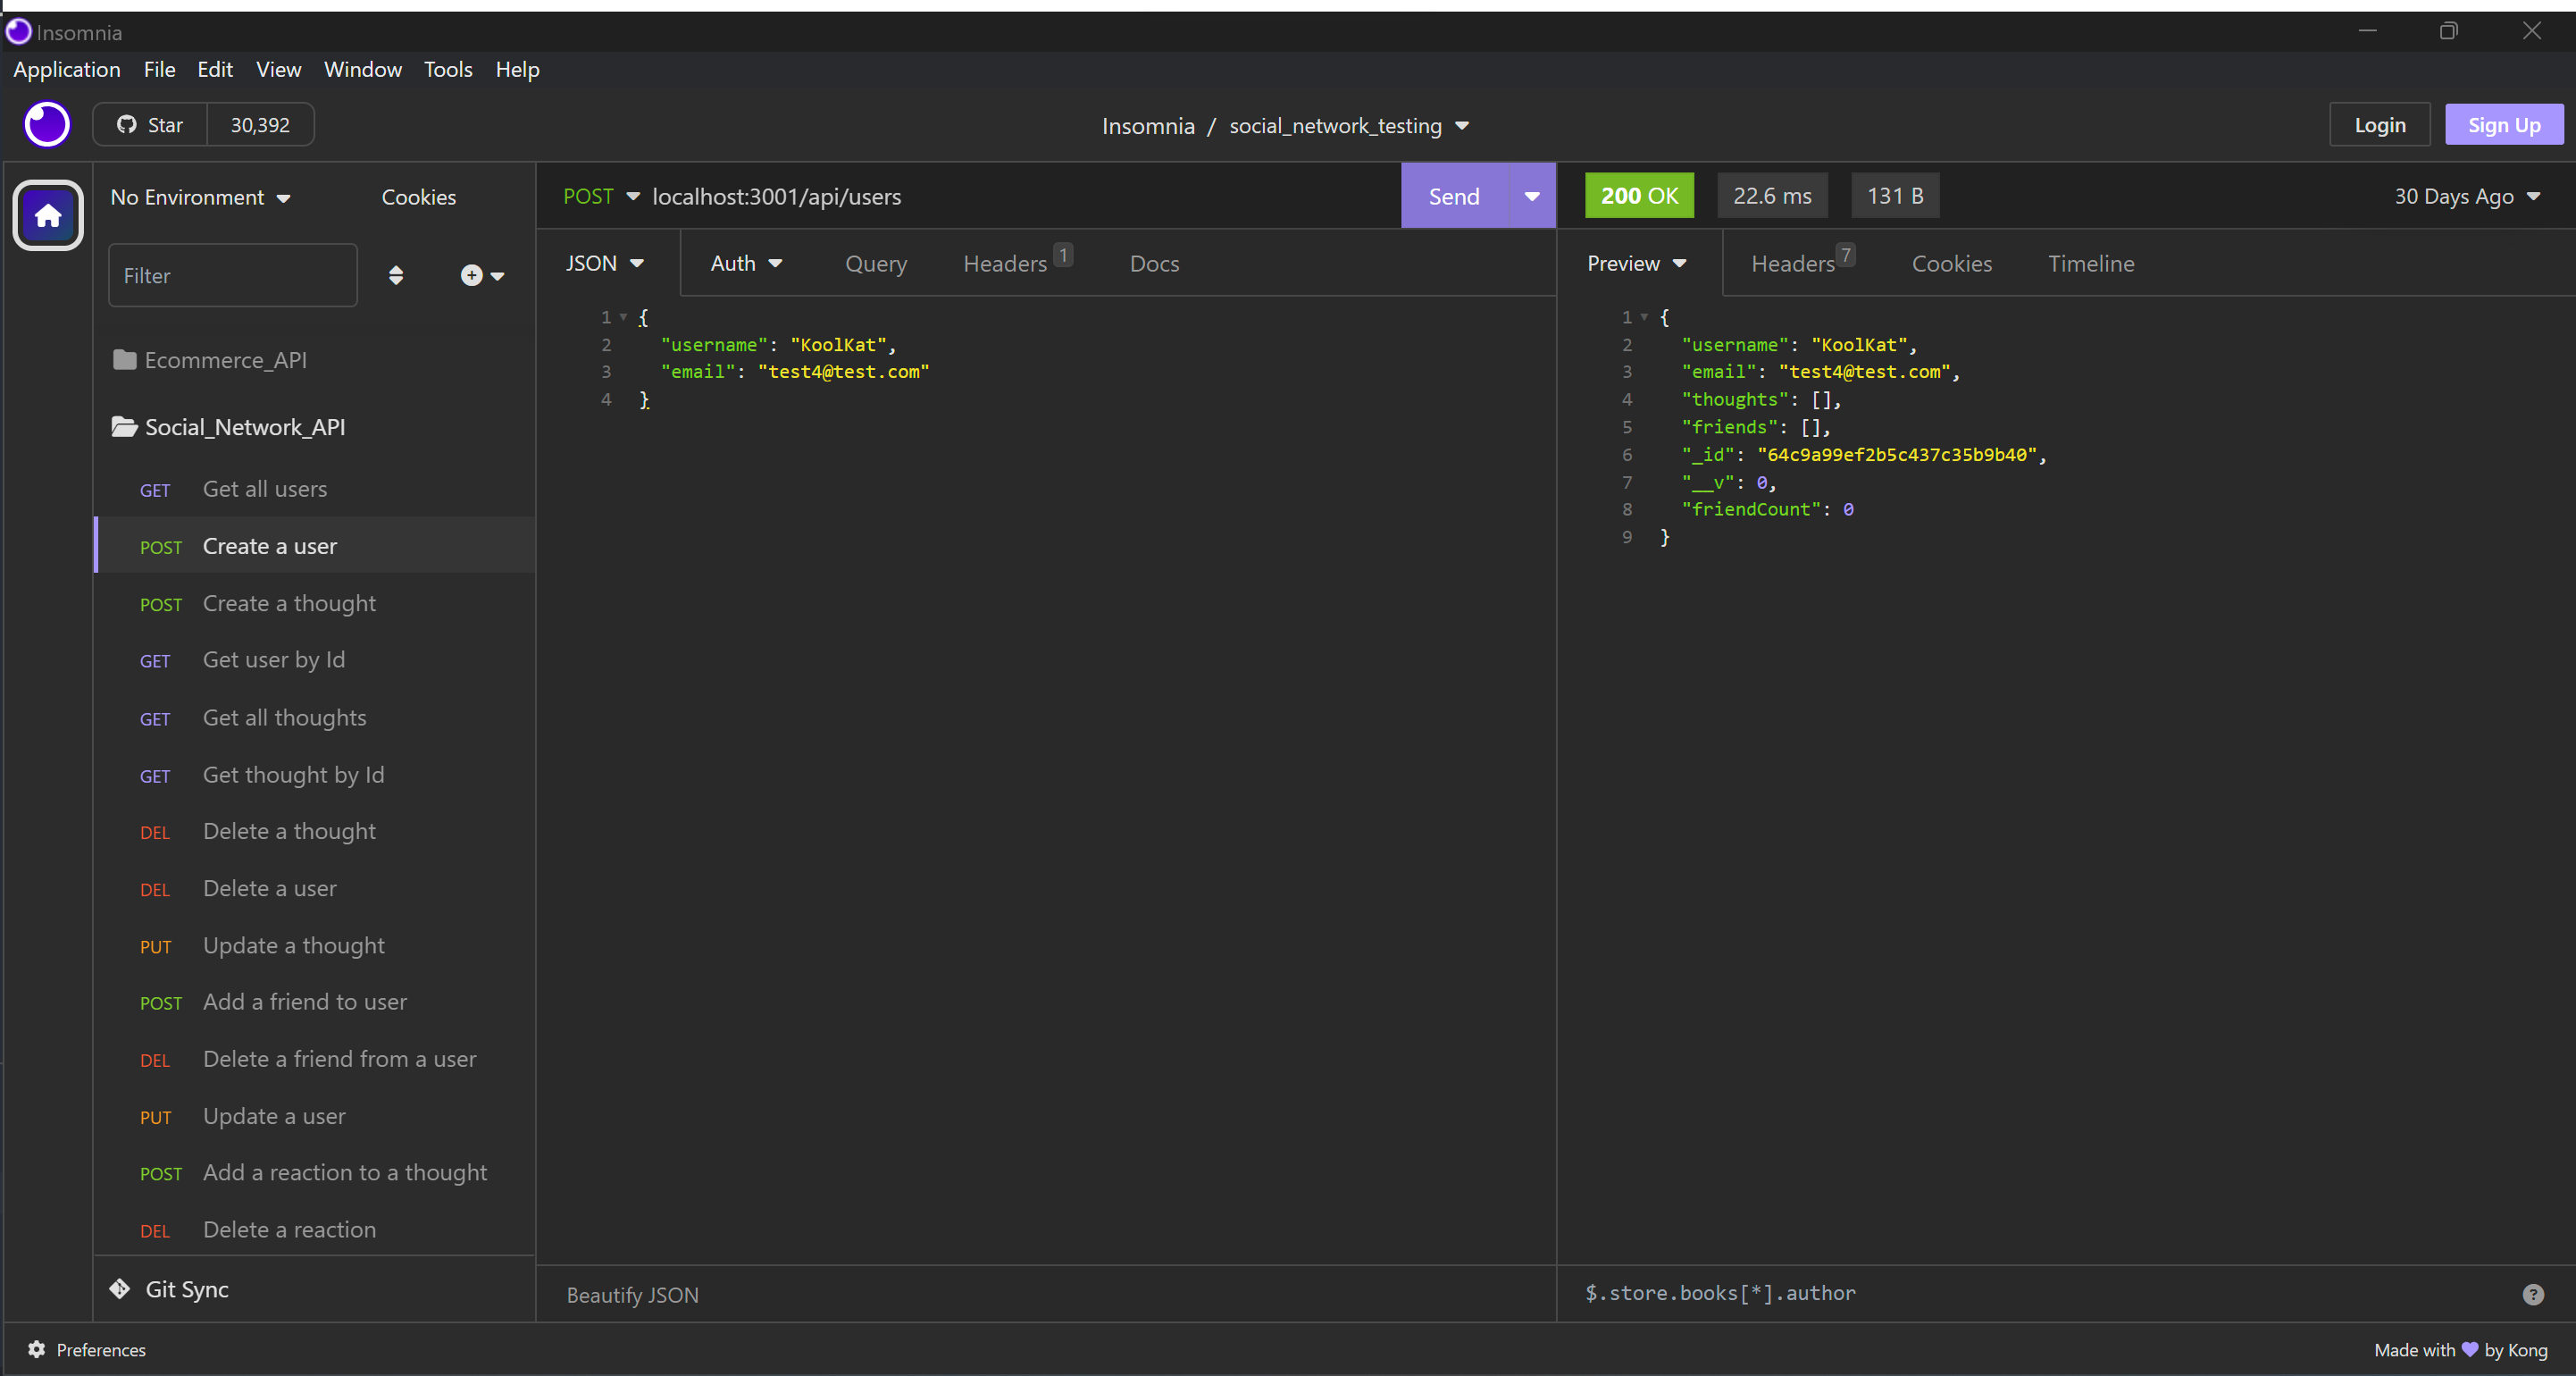 Insomnia
Application File Edit View Window Tools Help
Star 30,392
Insomnia / social_network_testing
Login Sign Up
No Environment Cookies
Filter
Ecommerce_API
Social_Network_API
GET Get all users
POST Create a user
POST Create a thought
GET Get user by Id
GET Get all thoughts
GET Get thought by Id
DEL Delete a thought
DEL Delete a user
PUT Update a thought
POST Add a friend to user
DEL Delete a friend from a user
PUT Update a user
POST Add a reaction to a thought
DEL Delete a reaction
Git Sync
POST localhost:3001/api/users Send
JSON Auth Query Headers 1 Docs
1 {
2 "username": "KoolKat",
3 "email": "test4@test.com"
4 }
Beautify JSON
200 OK 22.6 ms 131 B 30 Days Ago
Preview Headers 7 Cookies Timeline
1 {
2 "username": "KoolKat",
3 "email": "test4@test.com",
4 "thoughts": [],
5 "friends": [],
6 "_id": "64c9a99ef2b5c437c35b9b40",
7 "__v": 0,
8 "friendCount": 0
9 }
$.store.books[*].author ?
Preferences
Made with 💜 by Kong